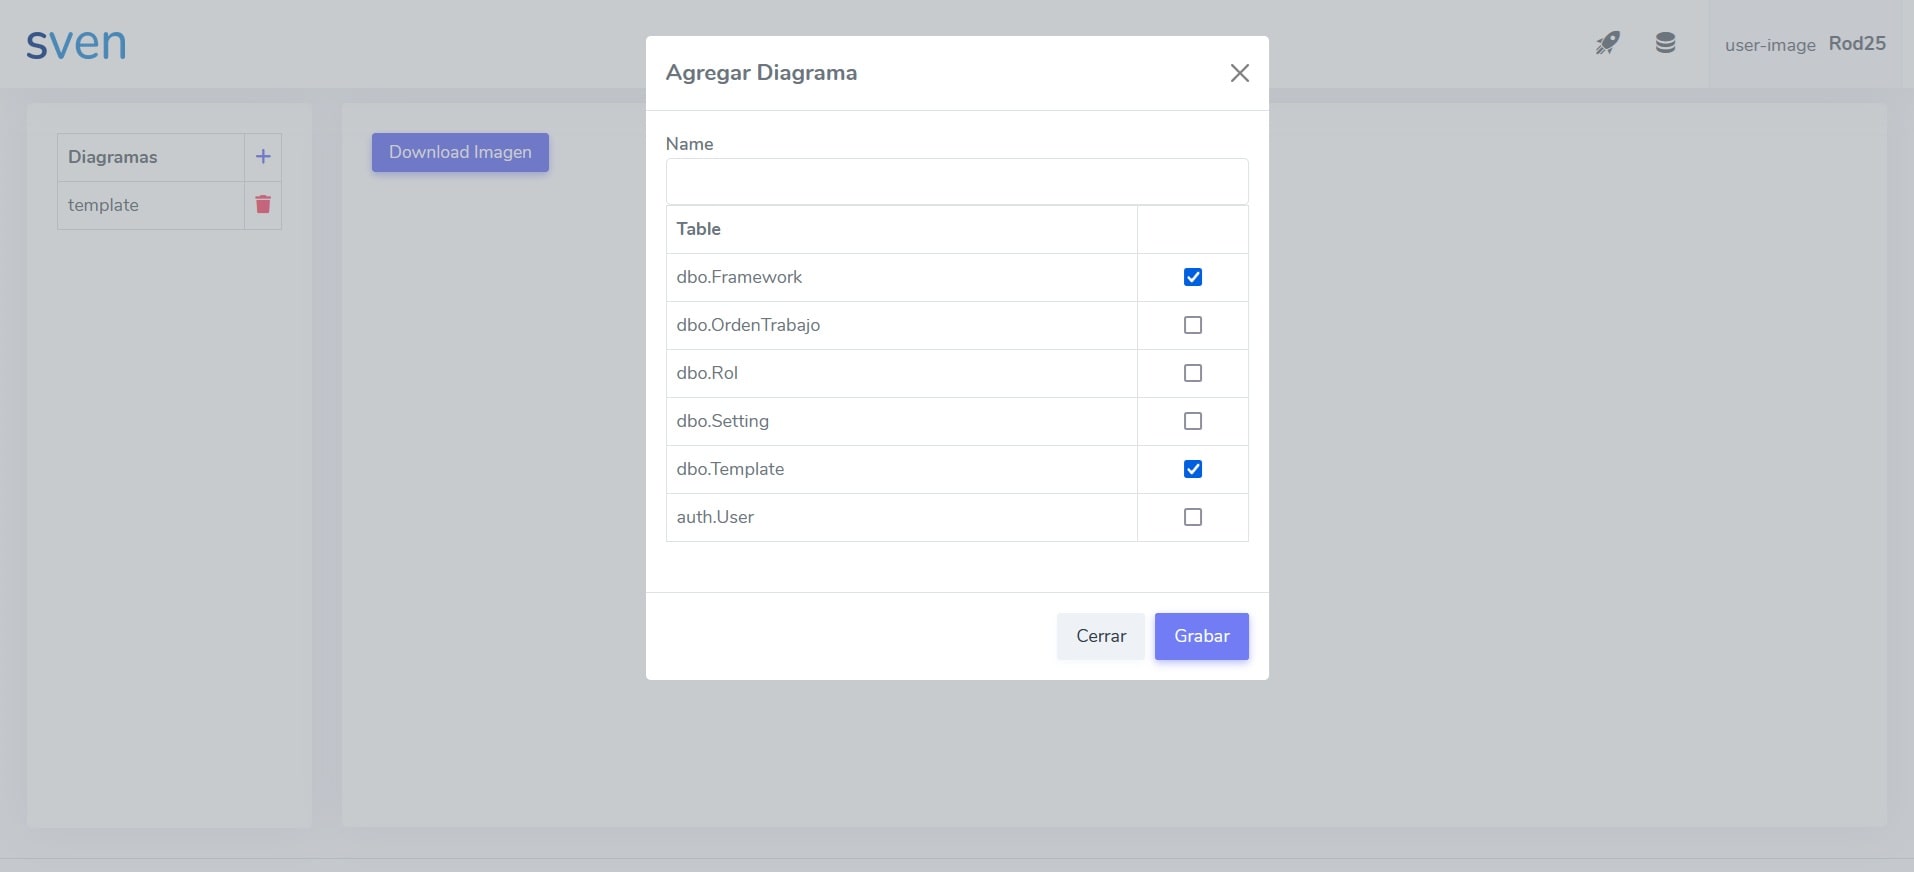 sven
user-image Rod25
Diagramas
template
Download Imagen
Agregar Diagrama
Name
Table
dbo.Framework
dbo.OrdenTrabajo
dbo.Rol
dbo.Setting
dbo.Template
auth.User
Cerrar Grabar